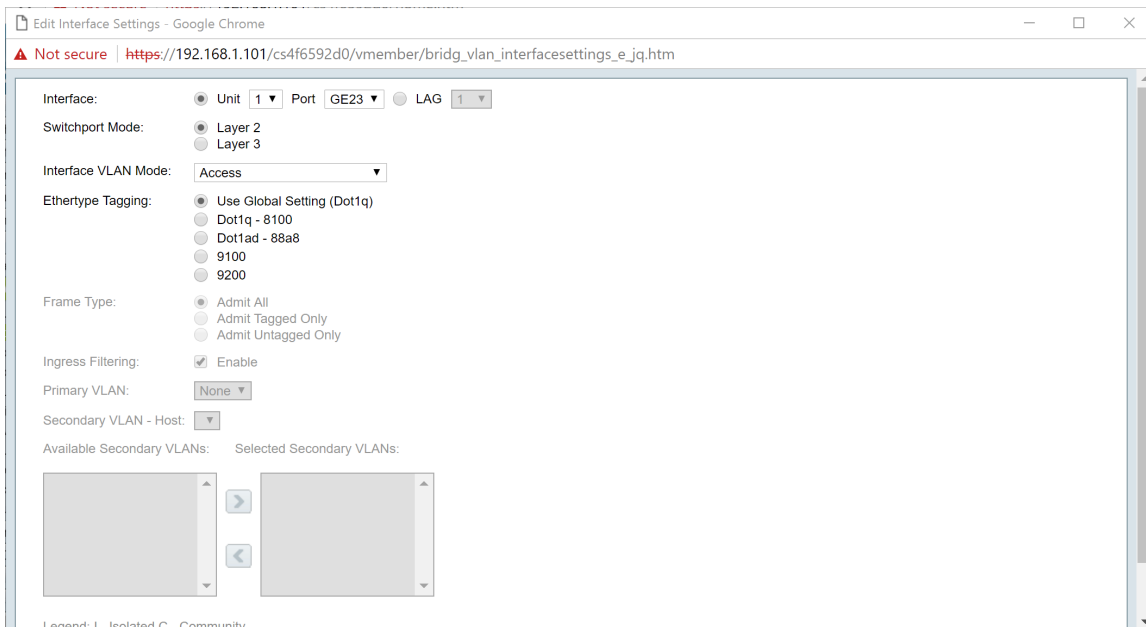 Edit Interface Settings - Google Chrome
Not secure https://192.168.1.101/cs4f6592d0/vmember/bridg_vlan_interfacesettings_e_jq.htm
Interface: Unit 1 Port GE23 LAG 1
Switchport Mode: Layer 2
Layer 3
Interface VLAN Mode: Access
Ethertype Tagging: Use Global Setting (Dot1q)
Dot1q - 8100
Dot1ad - 88a8
9100
9200
Frame Type: Admit All
Admit Tagged Only
Admit Untagged Only
Ingress Filtering: Enable
Primary VLAN: None
Secondary VLAN - Host:
Available Secondary VLANs: Selected Secondary VLANs:
Legend: I - Isolated C - Community